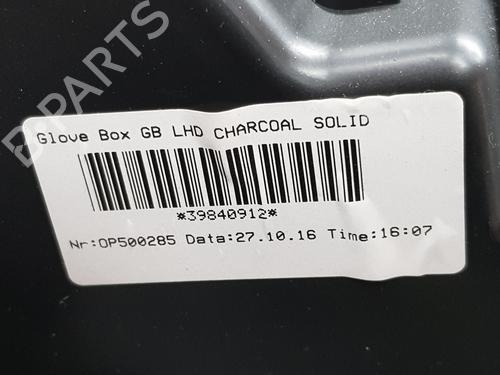 B-PARTS
Glove Box GB LHD CHARCOAL SOLID
*39840912*
Nr:OP500285 Data:27.10.16 Time:16:07